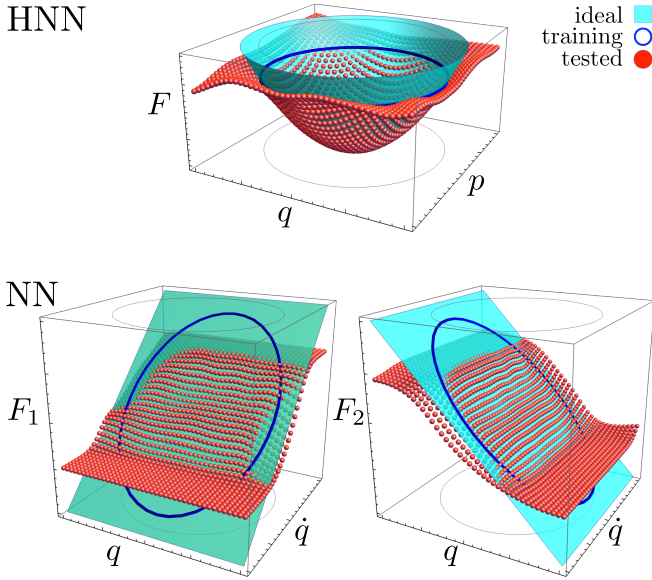 HNN
ideal
training
tested
F
p
q
NN
F₁
q̇
q
F₂
q̇
q